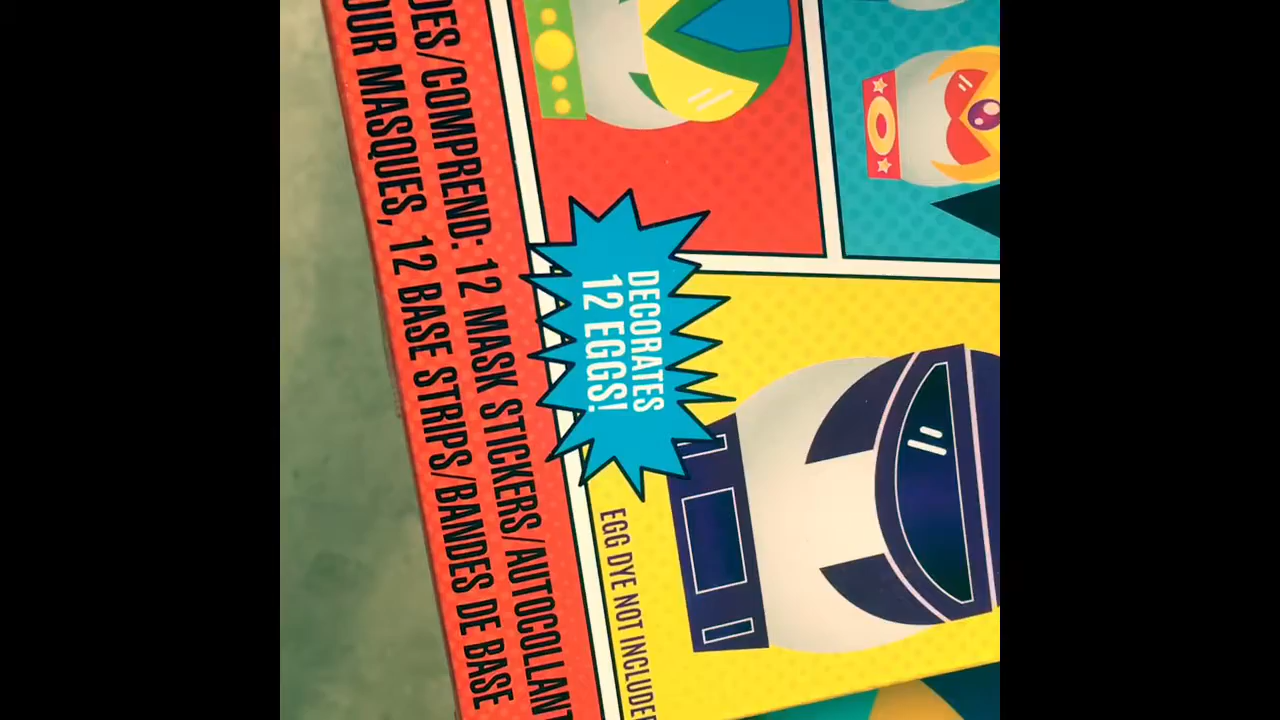 DECORATES
12 EGGS!
EGG DYE NOT INCLUDED
DES/COMPREND: 12 MASK STICKERS/AUTOCOLLANT
OUR MASQUES, 12 BASE STRIPS/BANDES DE BASE